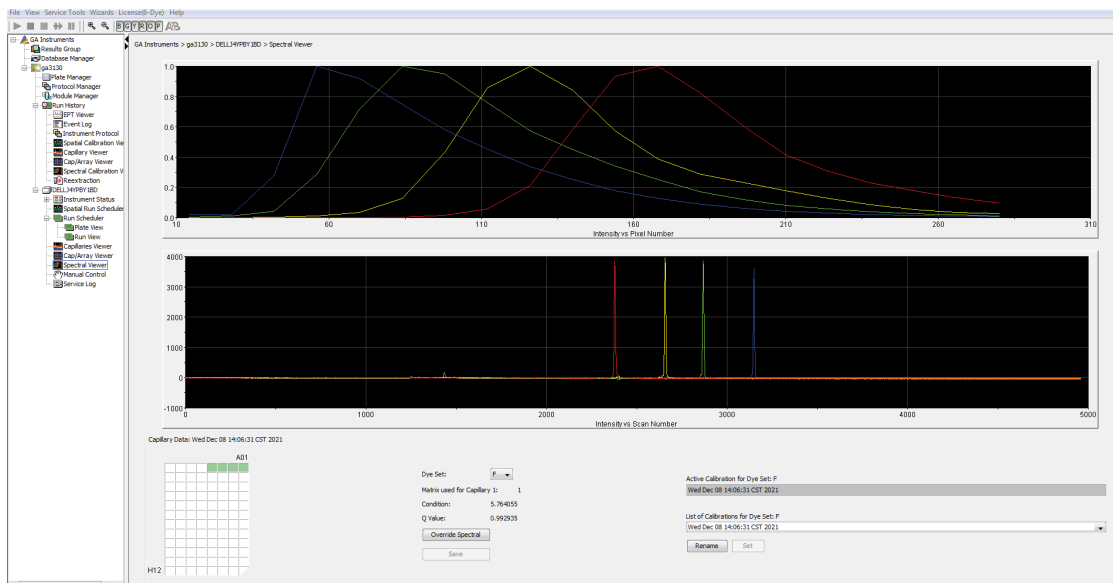 File View Service Tools Wizards License(6-Dye) Help
B G Y R O P A/B
GA Instruments
Results Group
Database Manager
ga3130
Plate Manager
Protocol Manager
Module Manager
Run History
EPT Viewer
Event Log
Instrument Protocol
Spatial Calibration Vie
Capillary Viewer
Cap/Array Viewer
Spectral Calibration V
Reextraction
DELLJ4YPBY1BD
Instrument Status
Spatial Run Scheduler
Run Scheduler
Plate View
Run View
Capillaries Viewer
Cap/Array Viewer
Spectral Viewer
Manual Control
Service Log
GA Instruments > ga3130 > DELLJ4YPBY1BD > Spectral Viewer
1.0
0.8
0.6
0.4
0.2
0.0
10 60 110 160 210 260 310
Intensity vs Pixel Number
4000
3000
2000
1000
0
-1000
0 1000 2000 3000 4000 5000
Intensity vs Scan Number
Capillary Data: Wed Dec 08 14:06:31 CST 2021
A01
H12
Dye Set: F
Matrix used for Capillary 1: 1
Condition: 5.764055
Q Value: 0.992935
Override Spectral
Save
Active Calibration for Dye Set: F
Wed Dec 08 14:06:31 CST 2021
List of Calibrations for Dye Set: F
Wed Dec 08 14:06:31 CST 2021
Rename Set